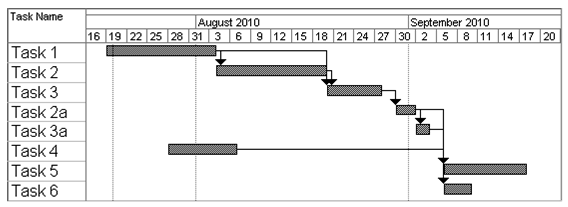 Task Name
August 2010 September 2010
16 19 22 25 28 31 3 6 9 12 15 18 21 24 27 30 2 5 8 11 14 17 20
Task 1
Task 2
Task 3
Task 2a
Task 3a
Task 4
Task 5
Task 6